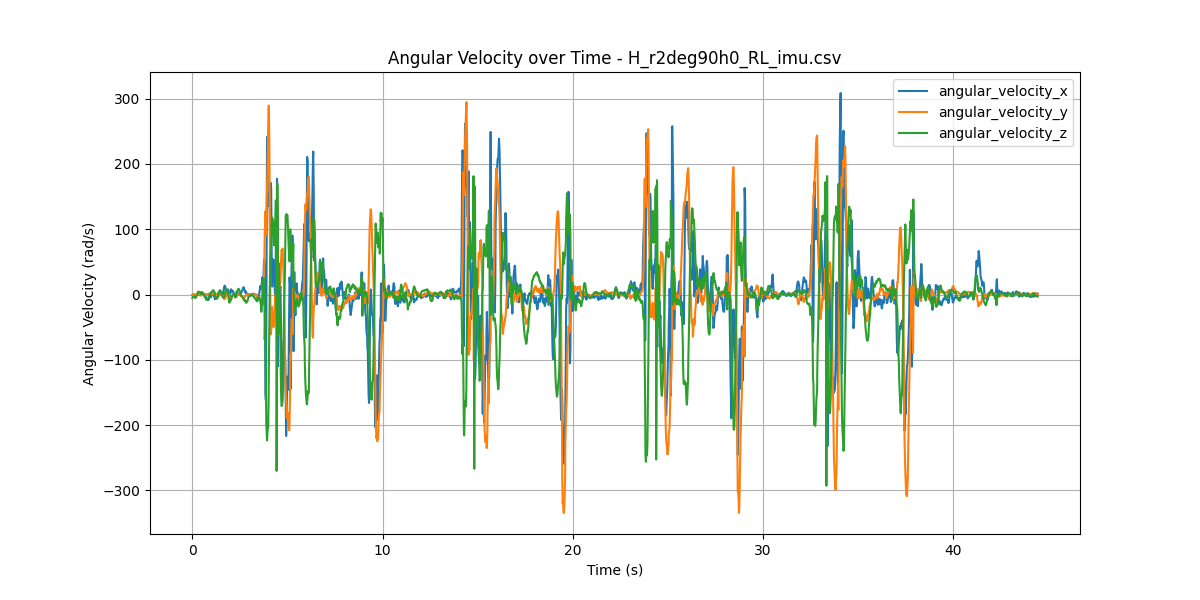 Angular Velocity over Time - H_r2deg90h0_RL_imu.csv
angular_velocity_x
angular_velocity_y
angular_velocity_z
Angular Velocity (rad/s)
300
200
100
0
−100
−200
−300
0 10 20 30 40
Time (s)